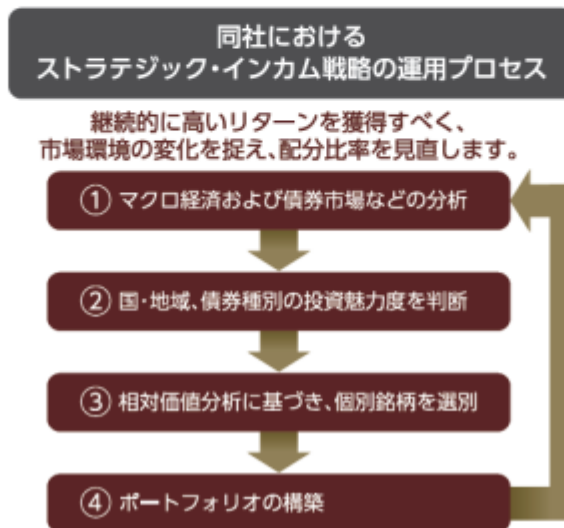 同社における
ストラテジック・インカム戦略の運用プロセス
継続的に高いリターンを獲得すべく、
市場環境の変化を捉え、配分比率を見直します。
① マクロ経済および債券市場などの分析
② 国・地域、債券種別の投資魅力度を判断
③ 相対価値分析に基づき、個別銘柄を選別
④ ポートフォリオの構築